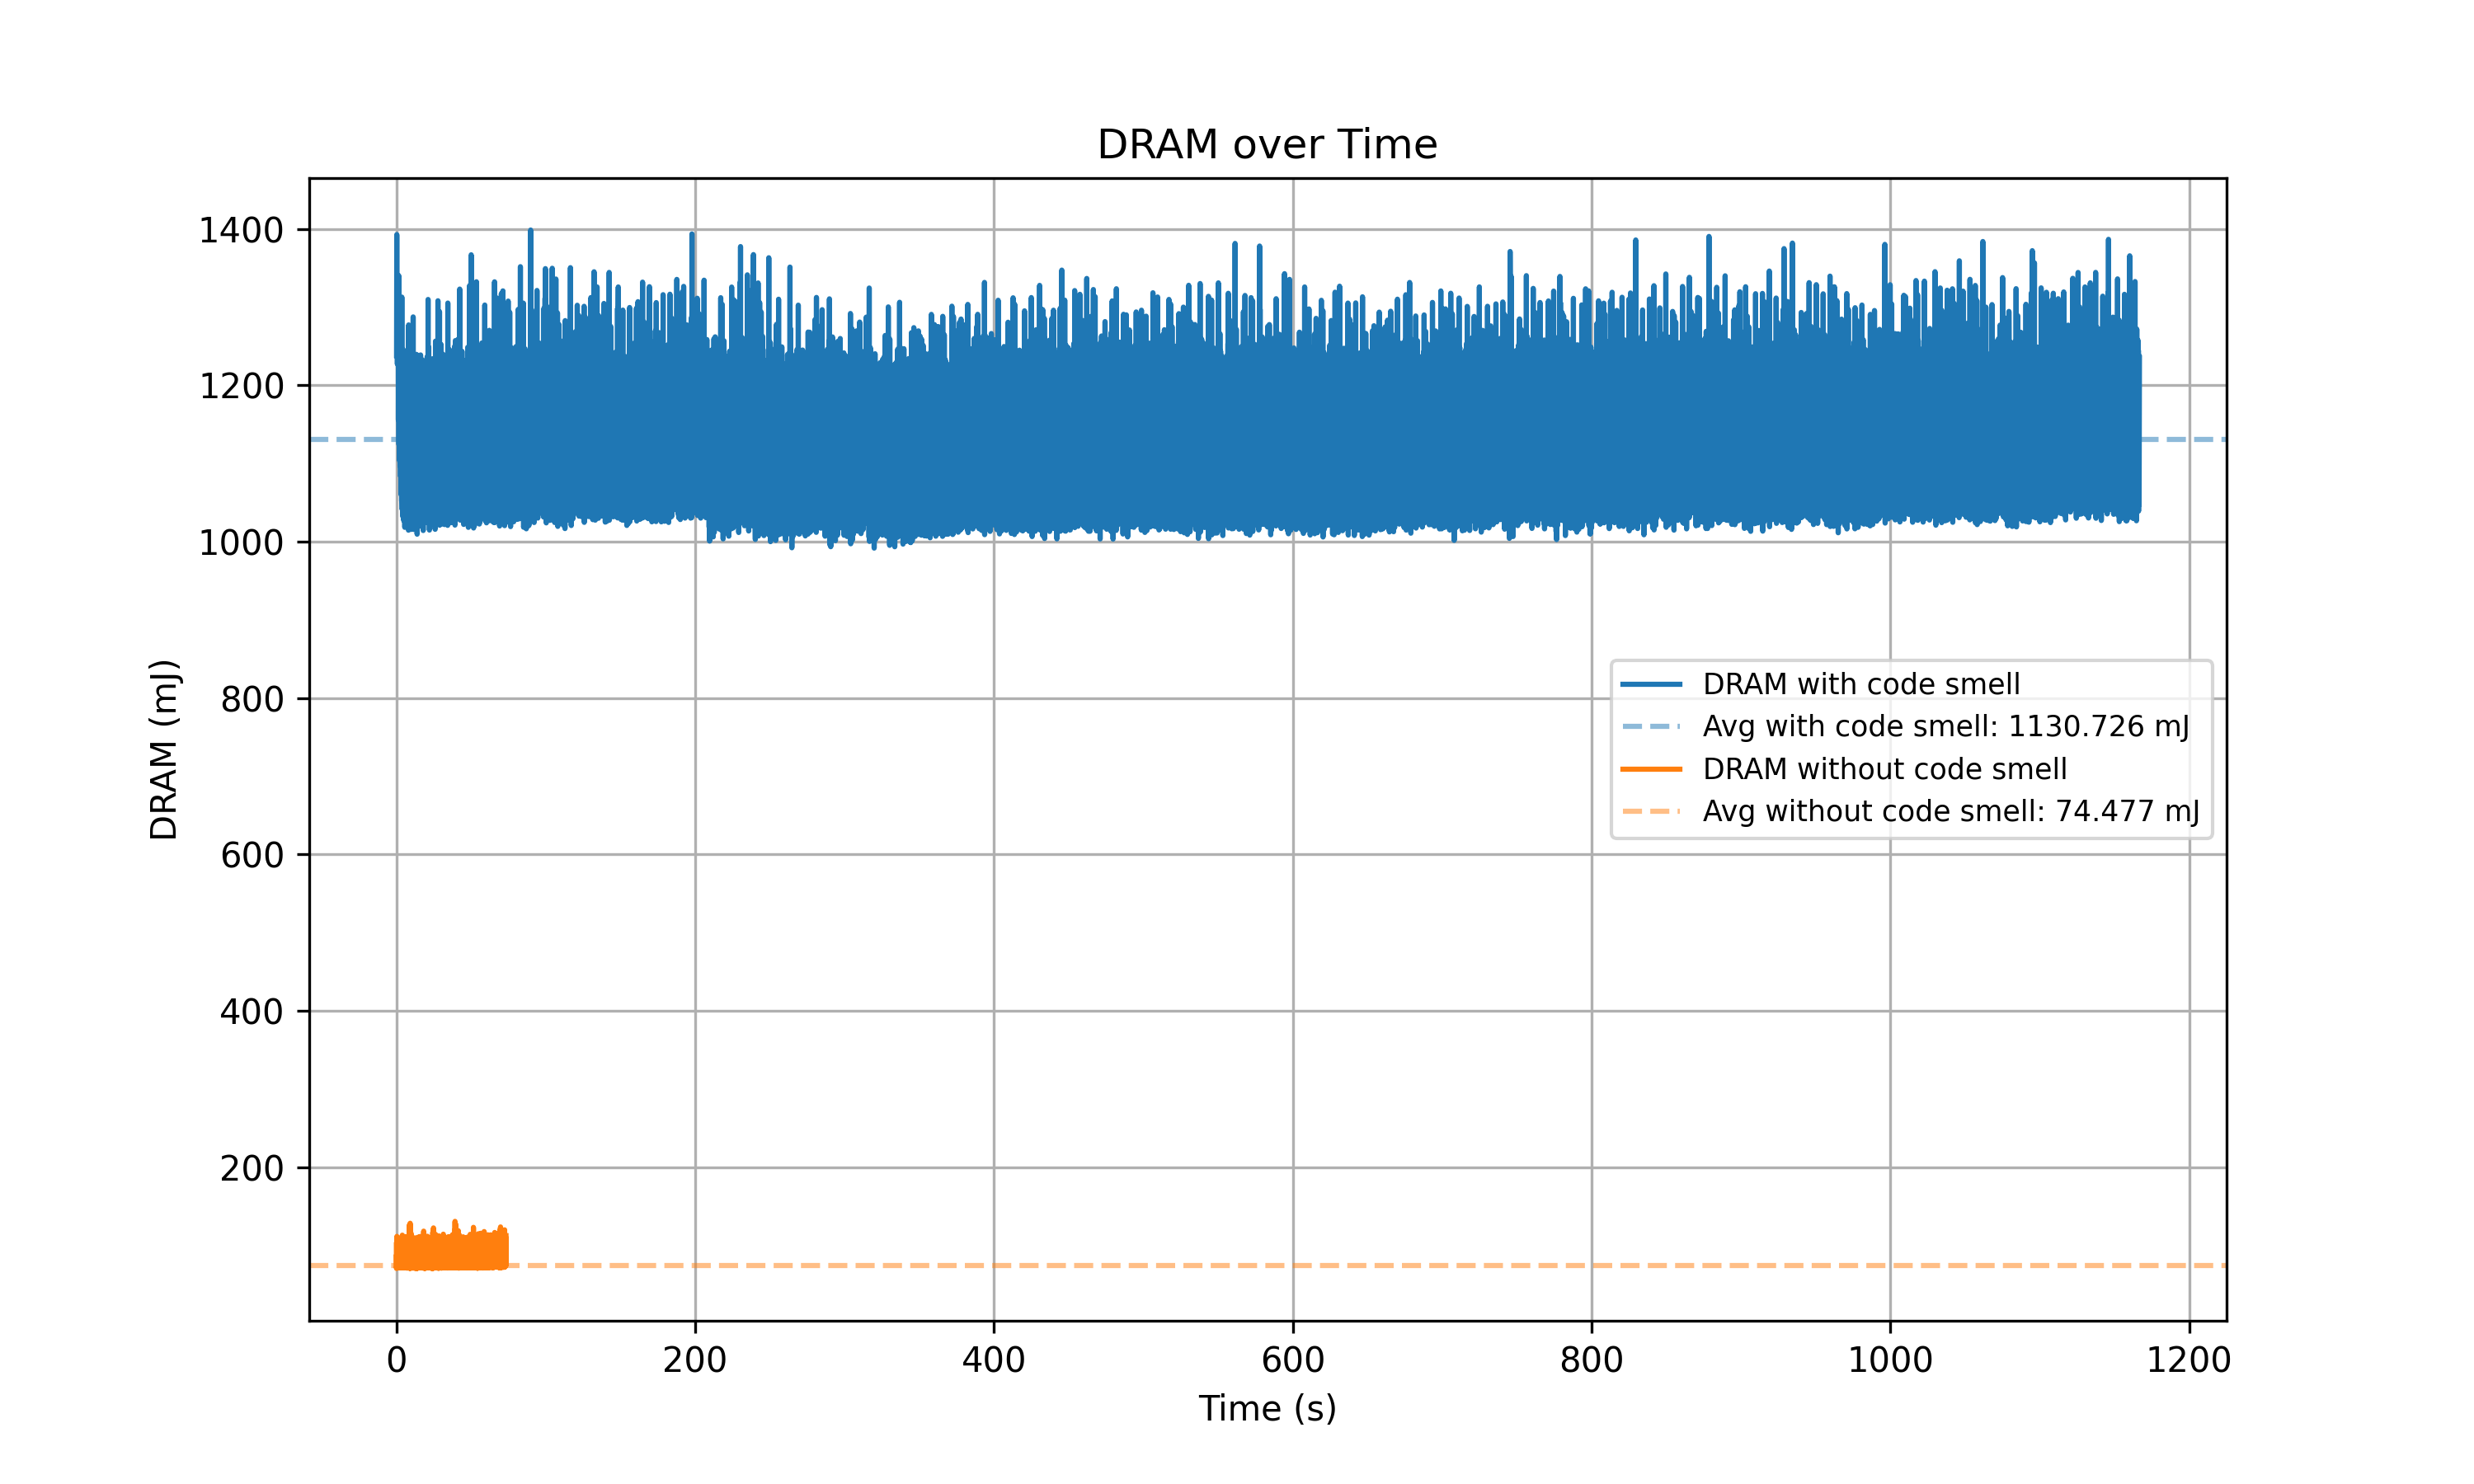 DRAM over Time
1400
1200
1000
800
600
400
200
DRAM (mJ)
DRAM with code smell
Avg with code smell: 1130.726 mJ
DRAM without code smell
Avg without code smell: 74.477 mJ
0
200
400
600
800
1000
1200
Time (s)